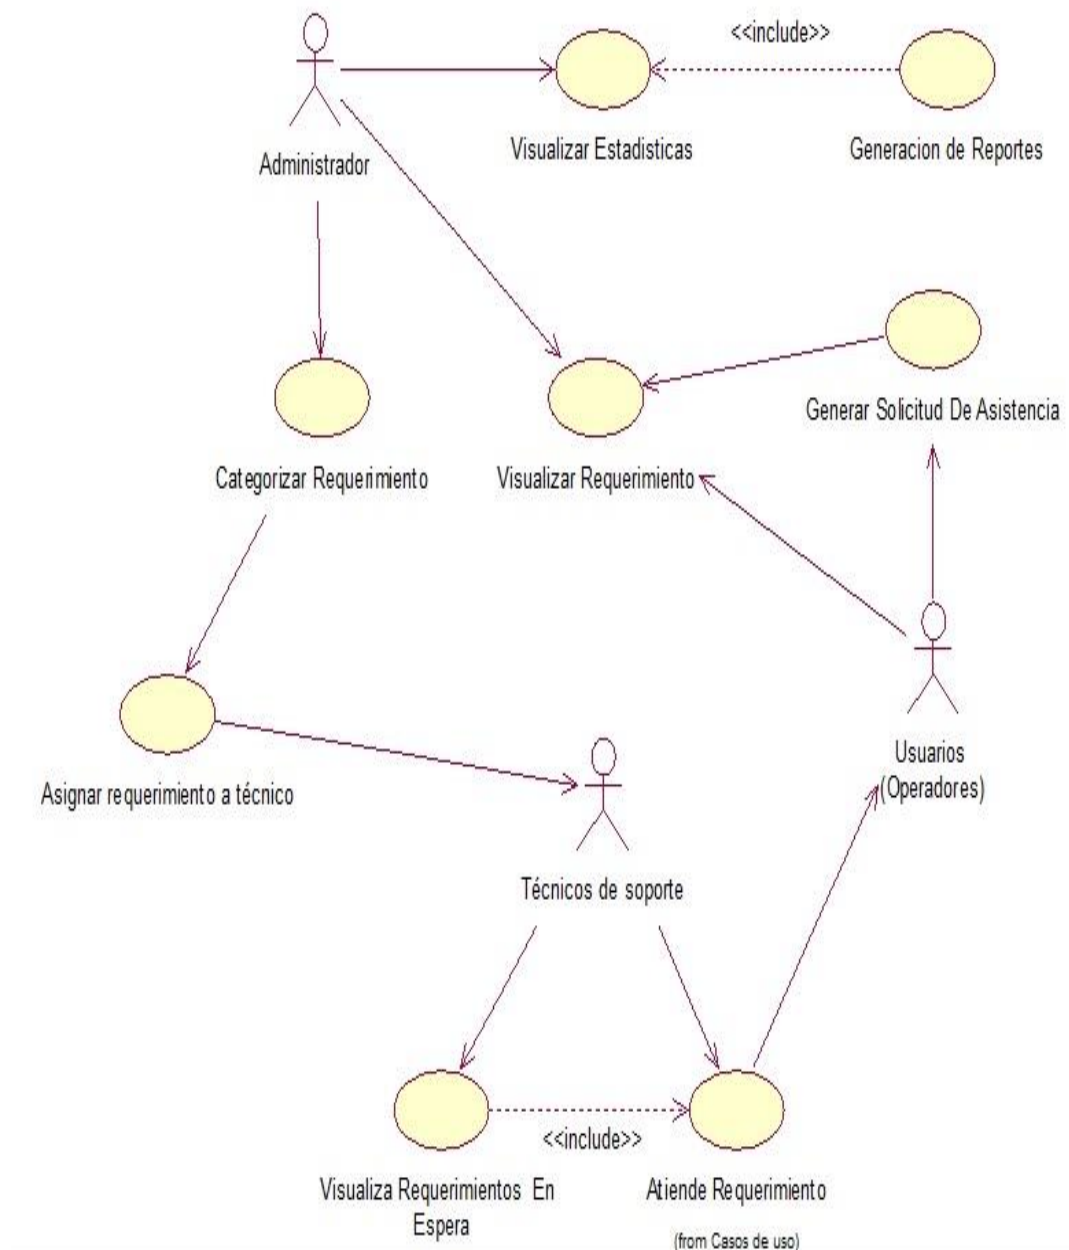 <<include>>
Administrador
Visualizar Estadisticas
Generacion de Reportes
Generar Solicitud De Asistencia
Categorizar Requerimiento
Visualizar Requerimiento
Usuarios
(Operadores)
Asignar requerimiento a técnico
Técnicos de soporte
<<include>>
Visualiza Requerimientos En
Espera
Atiende Requerimiento
(from Casos de uso)